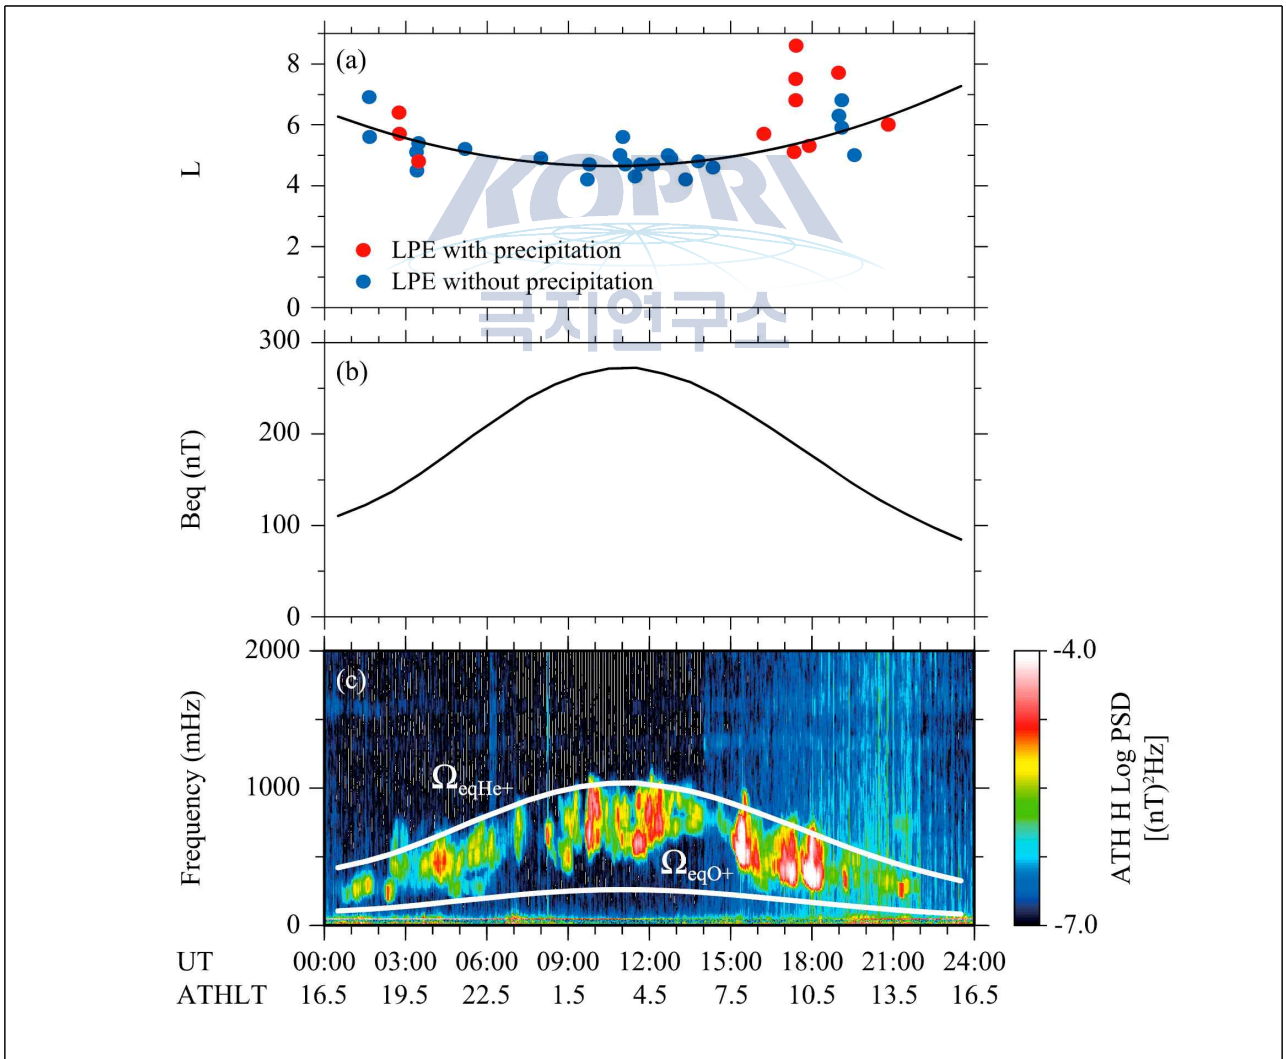 (a)
8
6
4
2
0
L
KOPRI
LPE with precipitation
LPE without precipitation
극지연구소
(b)
300
200
100
0
Beq (nT)
(c)
2000
1000
0
Frequency (mHz)
ΩeqHe+
ΩeqO+
-4.0
-7.0
ATH H Log PSD
[(nT)²Hz]
UT 00:00 03:00 06:00 09:00 12:00 15:00 18:00 21:00 24:00
ATHLT 16.5 19.5 22.5 1.5 4.5 7.5 10.5 13.5 16.5